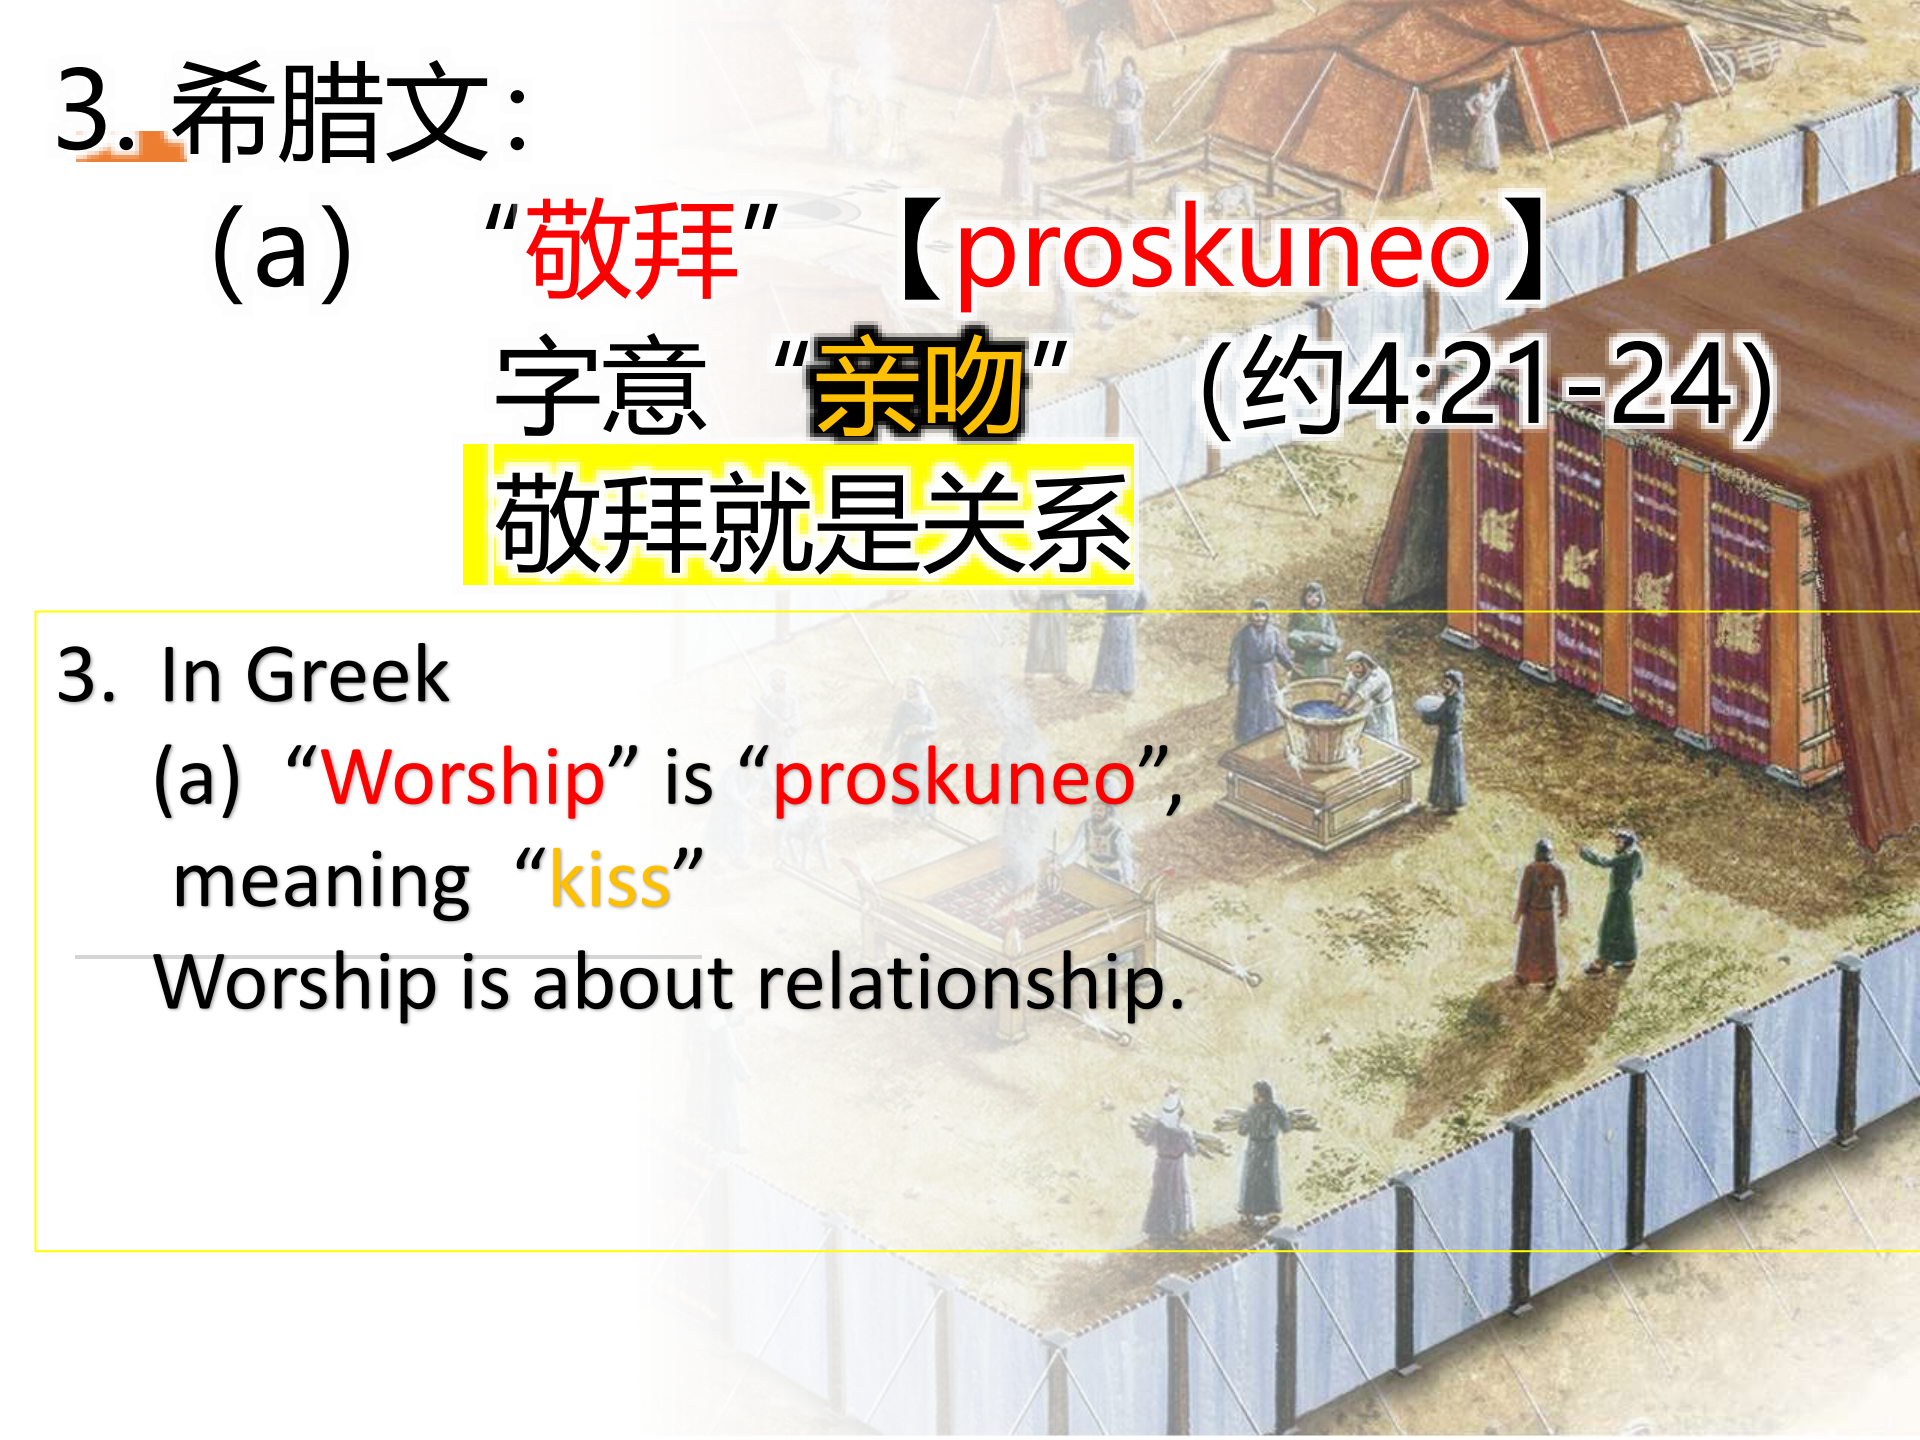 3. 希腊文：
(a) “敬拜” 【proskuneo】
字意 “亲吻” (约4:21-24)
敬拜就是关系
3. In Greek
(a) “Worship” is “proskuneo”,
meaning “kiss”
Worship is about relationship.